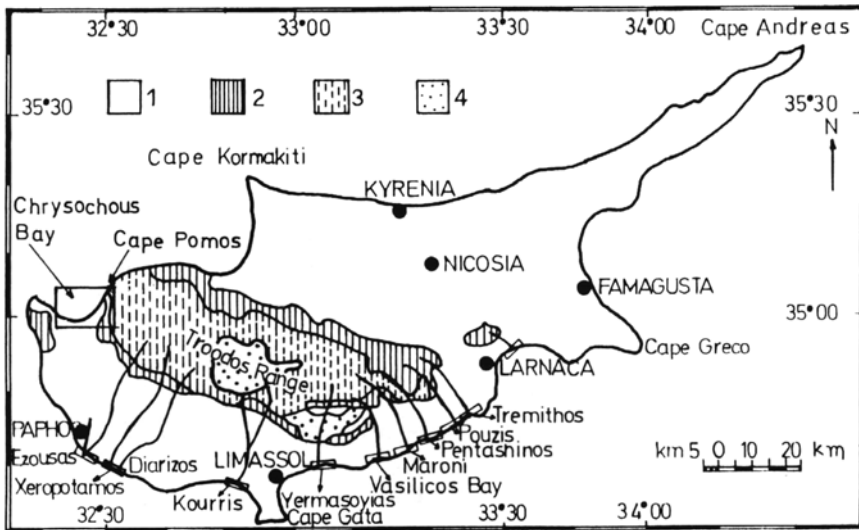 32°30
33°00
33°30
34°00
Cape Andreas
35°30
1
2
3
4
35°30
N
Cape Kormakiti
KYRENIA
Chrysochous
Bay
Cape Pomos
NICOSIA
FAMAGUSTA
35°00
Troodos Range
Cape Greco
LARNACA
PAPHO
Tremithos
Pouzis
Ezousas
Diarizos
LIMASSOL
Pentashinos
km 5 0 10 20 km
Xeropotamos
Maroni
Kourris
Yermasoyias
Vasilicos Bay
Cape Gata
32°30
33°30
34°00